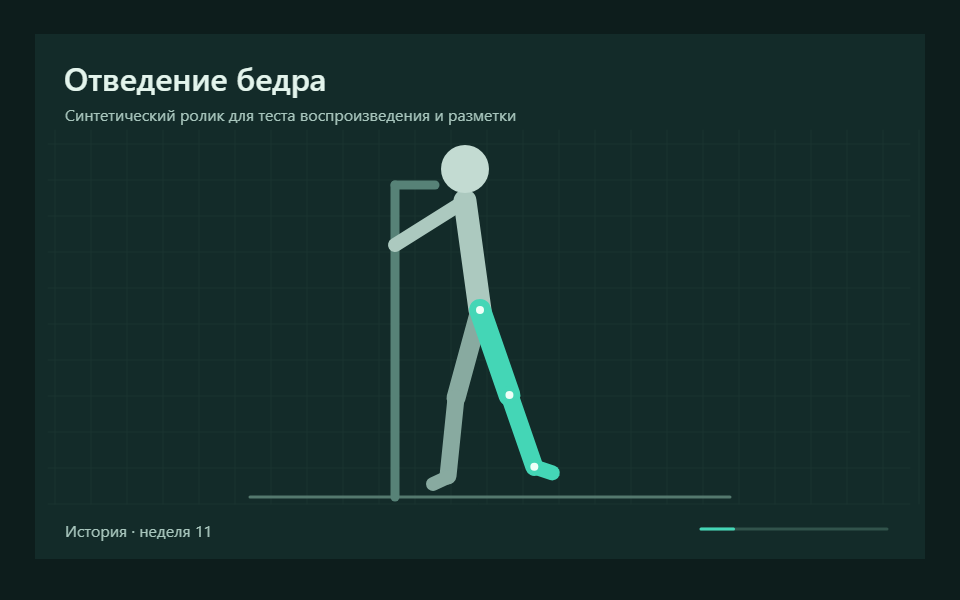 Отведение бедра
Синтетический ролик для теста воспроизведения и разметки
История · неделя 11